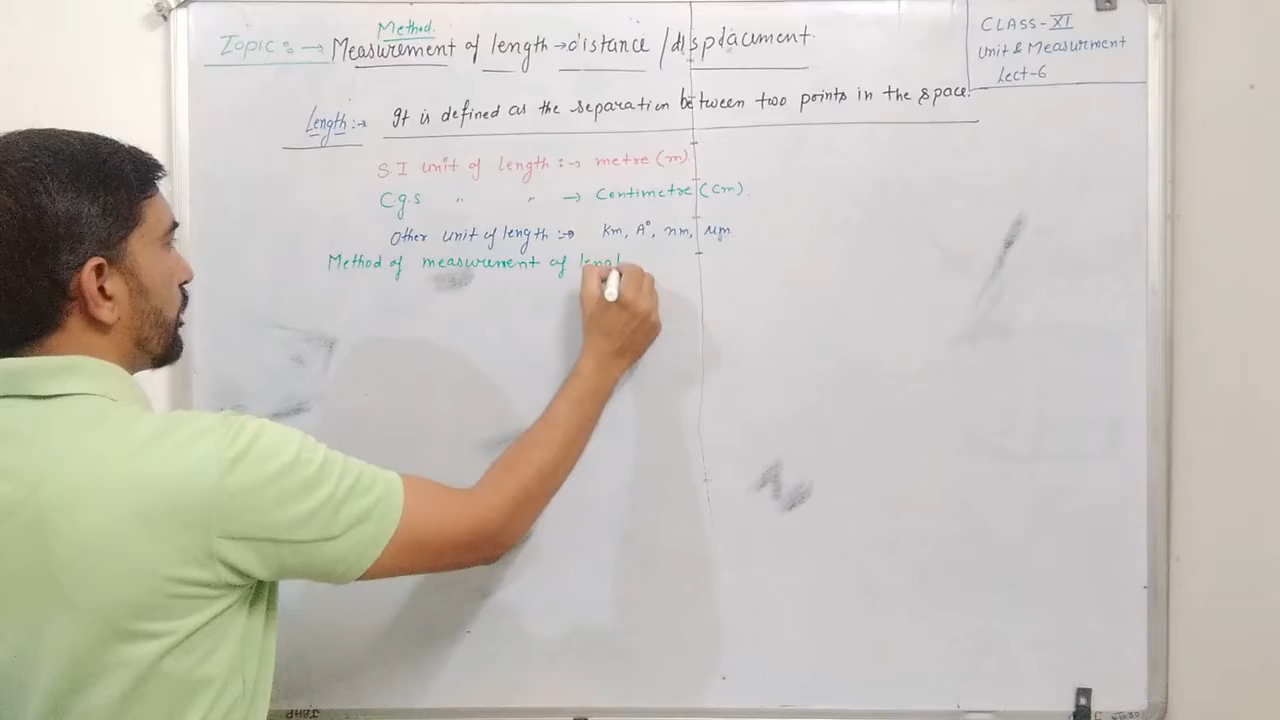 Method.
Topic :→ Measurement of length → distance / displacement.
CLASS - XI
Unit & Measurment
Lect-6
Length :→ It is defined as the separation between two points in the space.
S.I unit of length :→ metre (m).
C.g.s " " → Centimetre (cm).
Other unit of length :→ Km, A°, nm, μm
Method of measurement of lengt